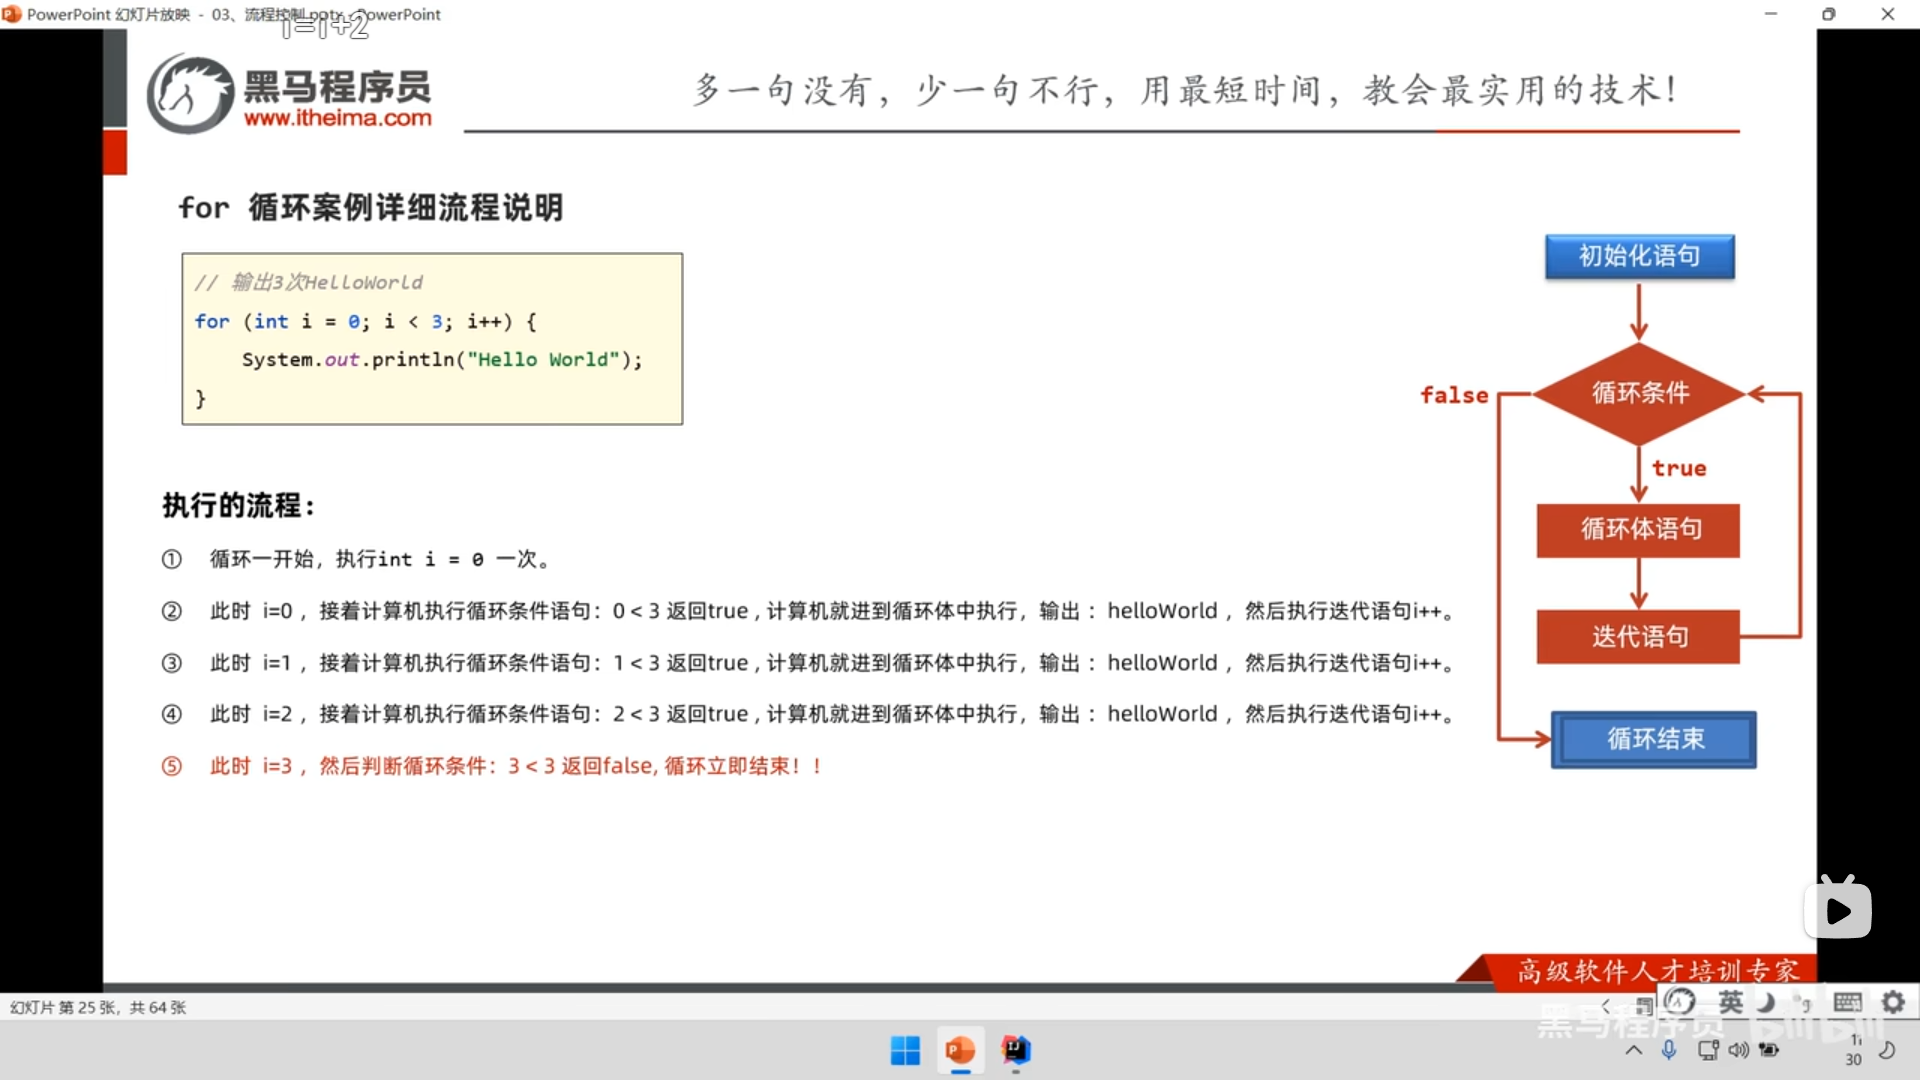 PowerPoint 幻灯片放映 - 03、流程控制.pptx - PowerPoint
i=i+2
黑马程序员
www.itheima.com
多一句没有，少一句不行，用最短时间，教会最实用的技术！
for 循环案例详细流程说明
// 输出3次HelloWorld
for (int i = 0; i < 3; i++) {
System.out.println("Hello World");
}
执行的流程：
① 循环一开始，执行int i = 0 一次。
② 此时 i=0 ，接着计算机执行循环条件语句：0 < 3 返回true , 计算机就进到循环体中执行，输出 ：helloWorld ，然后执行迭代语句i++。
③ 此时 i=1 ，接着计算机执行循环条件语句：1 < 3 返回true , 计算机就进到循环体中执行，输出 ：helloWorld ，然后执行迭代语句i++。
④ 此时 i=2 ，接着计算机执行循环条件语句：2 < 3 返回true , 计算机就进到循环体中执行，输出 ：helloWorld ，然后执行迭代语句i++。
⑤ 此时 i=3 ，然后判断循环条件：3 < 3 返回false, 循环立即结束！！
初始化语句
循环条件
false
true
循环体语句
迭代语句
循环结束
高级软件人才培训专家
幻灯片 第 25 张，共 64 张
英
黑马程序员 bilibili
30